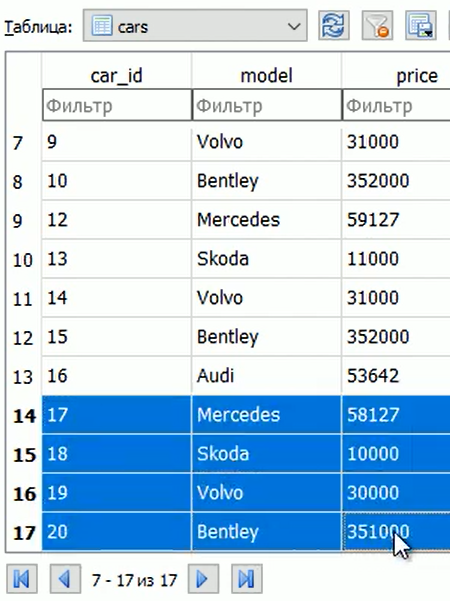 Таблица: cars
car_id model price
Фильтр Фильтр Фильтр
7 9 Volvo 31000
8 10 Bentley 352000
9 12 Mercedes 59127
10 13 Skoda 11000
11 14 Volvo 31000
12 15 Bentley 352000
13 16 Audi 53642
14 17 Mercedes 58127
15 18 Skoda 10000
16 19 Volvo 30000
17 20 Bentley 351000
7 - 17 из 17